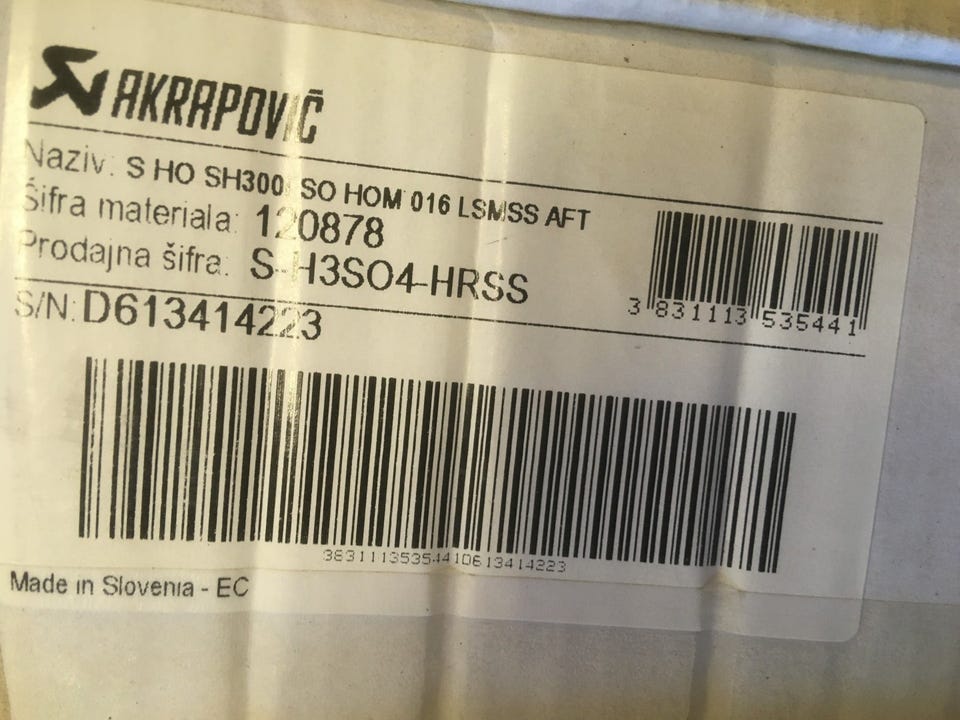 AKRAPOVIČ
Naziv: S HO SH300 SO HOM 016 LSMSS AFT
Šifra materiala: 120878
Prodajna šifra: S-H3SO4-HRSS
S/N: D613414223
3 831113 535441
38311135354410613414223
Made in Slovenia - EC